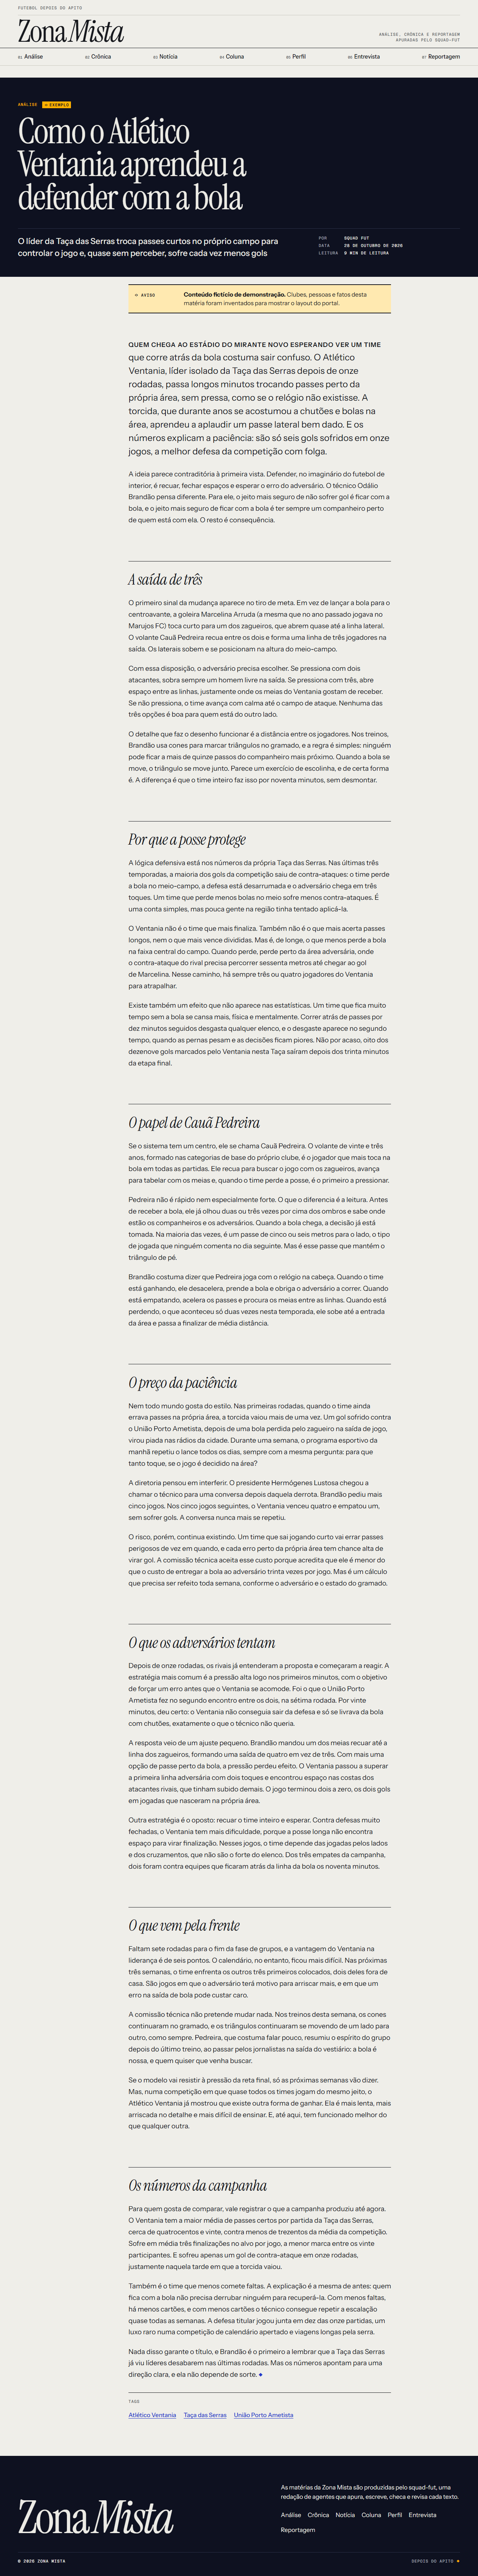 FUTEBOL DEPOIS DO APITO
Zona Mista
ANÁLISE, CRÔNICA E REPORTAGEM
APURADAS PELO SQUAD-FUT
01 Análise
02 Crônica
03 Notícia
04 Coluna
05 Perfil
06 Entrevista
07 Reportagem
ANÁLISE
EXEMPLO
Como o Atlético
Ventania aprendeu a
defender com a bola
O líder da Taça das Serras troca passes curtos no próprio campo para
controlar o jogo e, quase sem perceber, sofre cada vez menos gols
POR SQUAD FUT
DATA 26 DE OUTUBRO DE 2026
LEITURA 9 MIN DE LEITURA
AVISO
Conteúdo fictício de demonstração. Clubes, pessoas e fatos desta
matéria foram inventados para mostrar o layout do portal.
QUEM CHEGA AO ESTÁDIO DO MIRANTE NOVO ESPERANDO VER UM TIME
que corre atrás da bola costuma sair confuso. O Atlético
Ventania, líder isolado da Taça das Serras depois de onze
rodadas, passa longos minutos trocando passes perto da
própria área, sem pressa, como se o relógio não existisse. A
torcida, que durante anos se acostumou a chutões e bolas na
área, aprendeu a aplaudir um passe lateral bem dado. E os
números explicam a paciência: são só seis gols sofridos em onze
jogos, a melhor defesa da competição com folga.
A ideia parece contraditória à primeira vista. Defender, no imaginário do futebol de
interior, é recuar, fechar espaços e esperar o erro do adversário. O técnico Odálio
Brandão pensa diferente. Para ele, o jeito mais seguro de não sofrer gol é ficar com a
bola, e o jeito mais seguro de ficar com a bola é ter sempre um companheiro perto
de quem está com ela. O resto é consequência.
A saída de três
O primeiro sinal da mudança aparece no tiro de meta. Em vez de lançar a bola para o
centroavante, a goleira Marcelina Arruda (a mesma que no ano passado jogava no
Marujos FC) toca curto para um dos zagueiros, que abrem quase até a linha lateral.
O volante Cauã Pedreira recua entre os dois e forma uma linha de três jogadores na
saída. Os laterais sobem e se posicionam na altura do meio-campo.
Com essa disposição, o adversário precisa escolher. Se pressiona com dois
atacantes, sobra sempre um homem livre na saída. Se pressiona com três, abre
espaço entre as linhas, justamente onde os meias do Ventania gostam de receber.
Se não pressiona, o time avança com calma até o campo de ataque. Nenhuma das
três opções é boa para quem está do outro lado.
O detalhe que faz o desenho funcionar é a distância entre os jogadores. Nos treinos,
Brandão usa cones para marcar triângulos no gramado, e a regra é simples: ninguém
pode ficar a mais de quinze passos do companheiro mais próximo. Quando a bola se
move, o triângulo se move junto. Parece um exercício de escolinha, e de certa forma
é. A diferença é que o time inteiro faz isso por noventa minutos, sem desmontar.
Por que a posse protege
A lógica defensiva está nos números da própria Taça das Serras. Nas últimas três
temporadas, a maioria dos gols da competição saiu de contra-ataques: o time perde
a bola no meio-campo, a defesa está desarrumada e o adversário chega em três
toques. Um time que perde menos bolas no meio sofre menos contra-ataques. É
uma conta simples, mas pouca gente na região tinha tentado aplicá-la.
O Ventania não é o time que mais finaliza. Também não é o que mais acerta passes
longos, nem o que mais vence divididas. Mas é, de longe, o que menos perde a bola
na faixa central do campo. Quando perde, perde perto da área adversária, onde
o contra-ataque do rival precisa percorrer sessenta metros até chegar ao gol
de Marcelina. Nesse caminho, há sempre três ou quatro jogadores do Ventania
para atrapalhar.
Existe também um efeito que não aparece nas estatísticas. Um time que fica muito
tempo sem a bola se cansa mais, física e mentalmente. Correr atrás de passes por
dez minutos seguidos desgasta qualquer elenco, e o desgaste aparece no segundo
tempo, quando as pernas pesam e as decisões ficam piores. Não por acaso, oito dos
dezenove gols marcados pelo Ventania nesta Taça saíram depois dos trinta minutos
da etapa final.
O papel de Cauã Pedreira
Se o sistema tem um centro, ele se chama Cauã Pedreira. O volante de vinte e três
anos, formado nas categorias de base do próprio clube, é o jogador que mais toca na
bola em todas as partidas. Ele recua para buscar o jogo com os zagueiros, avança
para tabelar com os meias e, quando o time perde a posse, é o primeiro a pressionar.
Pedreira não é rápido nem especialmente forte. O que o diferencia é a leitura. Antes
de receber a bola, ele já olhou duas ou três vezes por cima dos ombros e sabe onde
estão os companheiros e os adversários. Quando a bola chega, a decisão já está
tomada. Na maioria das vezes, é um passe de cinco ou seis metros para o lado, o tipo
de jogada que ninguém comenta no dia seguinte. Mas é esse passe que mantém o
triângulo de pé.
Brandão costuma dizer que Pedreira joga com o relógio na cabeça. Quando o time
está ganhando, ele desacelera, prende a bola e obriga o adversário a correr. Quando
está empatando, acelera os passes e procura os meias entre as linhas. Quando está
perdendo, o que aconteceu só duas vezes nesta temporada, ele sobe até a entrada
da área e passa a finalizar de média distância.
O preço da paciência
Nem todo mundo gosta do estilo. Nas primeiras rodadas, quando o time ainda
errava passes na própria área, a torcida vaiou mais de uma vez. Um gol sofrido contra
o União Porto Ametista, depois de uma bola perdida pelo zagueiro na saída de jogo,
virou piada nas rádios da cidade. Durante uma semana, o programa esportivo da
manhã repetiu o lance todos os dias, sempre com a mesma pergunta: para que
tanto toque, se o jogo é decidido na área?
A diretoria pensou em interferir. O presidente Hermógenes Lustosa chegou a
chamar o técnico para uma conversa depois daquela derrota. Brandão pediu mais
cinco jogos. Nos cinco jogos seguintes, o Ventania venceu quatro e empatou um,
sem sofrer gols. A conversa nunca mais se repetiu.
O risco, porém, continua existindo. Um time que sai jogando curto vai errar passes
perigosos de vez em quando, e cada erro perto da própria área tem chance alta de
virar gol. A comissão técnica aceita esse custo porque acredita que ele é menor do
que o custo de entregar a bola ao adversário trinta vezes por jogo. Mas é um cálculo
que precisa ser refeito toda semana, conforme o adversário e o estado do gramado.
O que os adversários tentam
Depois de onze rodadas, os rivais já entenderam a proposta e começaram a reagir. A
estratégia mais comum é a pressão alta logo nos primeiros minutos, com o objetivo
de forçar um erro antes que o Ventania se acomode. Foi o que o União Porto
Ametista fez no segundo encontro entre os dois, na sétima rodada. Por vinte
minutos, deu certo: o Ventania não conseguia sair da defesa e só se livrava da bola
com chutões, exatamente o que o técnico não queria.
A resposta veio de um ajuste pequeno. Brandão mandou um dos meias recuar até a
linha dos zagueiros, formando uma saída de quatro em vez de três. Com mais uma
opção de passe perto da bola, a pressão perdeu efeito. O Ventania passou a superar
a primeira linha adversária com dois toques e encontrou espaço nas costas dos
atacantes rivais, que tinham subido demais. O jogo terminou dois a zero, os dois gols
em jogadas que nasceram na própria área.
Outra estratégia é o oposto: recuar o time inteiro e esperar. Contra defesas muito
fechadas, o Ventania tem mais dificuldade, porque a posse longa não encontra
espaço para virar finalização. Nesses jogos, o time depende das jogadas pelos lados
e dos cruzamentos, que não são o forte do elenco. Dos três empates da campanha,
dois foram contra equipes que ficaram atrás da linha da bola os noventa minutos.
O que vem pela frente
Faltam sete rodadas para o fim da fase de grupos, e a vantagem do Ventania na
liderança é de seis pontos. O calendário, no entanto, ficou mais difícil. Nas próximas
três semanas, o time enfrenta os outros três primeiros colocados, dois deles fora de
casa. São jogos em que o adversário terá motivo para arriscar mais, e em que um
erro na saída de bola pode custar caro.
A comissão técnica não pretende mudar nada. Nos treinos desta semana, os cones
continuaram no gramado, e os triângulos continuaram se movendo de um lado para
outro, como sempre. Pedreira, que costuma falar pouco, resumiu o espírito do grupo
depois do último treino, ao passar pelos jornalistas na saída do vestiário: a bola é
nossa, e quem quiser que venha buscar.
Se o modelo vai resistir à pressão da reta final, só as próximas semanas vão dizer.
Mas, numa competição em que quase todos os times jogam do mesmo jeito, o
Atlético Ventania já mostrou que existe outra forma de ganhar. Ela é mais lenta, mais
arriscada no detalhe e mais difícil de ensinar. E, até aqui, tem funcionado melhor do
que qualquer outra.
Os números da campanha
Para quem gosta de comparar, vale registrar o que a campanha produziu até agora.
O Ventania tem a maior média de passes certos por partida da Taça das Serras,
cerca de quatrocentos e vinte, contra menos de trezentos da média da competição.
Sofre em média três finalizações no alvo por jogo, a menor marca entre os vinte
participantes. E sofreu apenas um gol de contra-ataque em onze rodadas,
justamente naquela tarde em que a torcida vaiou.
Também é o time que menos comete faltas. A explicação é a mesma de antes: quem
fica com a bola não precisa derrubar ninguém para recuperá-la. Com menos faltas,
há menos cartões, e com menos cartões o técnico consegue repetir a escalação
quase todas as semanas. A defesa titular jogou junta em dez das onze partidas, um
luxo raro numa competição de calendário apertado e viagens longas pela serra.
Nada disso garante o título, e Brandão é o primeiro a lembrar que a Taça das Serras
já viu líderes desabarem nas últimas rodadas. Mas os números apontam para uma
direção clara, e ela não depende de sorte.
TAGS
Atlético Ventania
Taça das Serras
União Porto Ametista
As matérias da Zona Mista são produzidas pelo squad-fut, uma
redação de agentes que apura, escreve, checa e revisa cada texto.
Zona Mista
Análise Crônica Notícia Coluna Perfil Entrevista
Reportagem
© 2026 ZONA MISTA
DEPOIS DO APITO